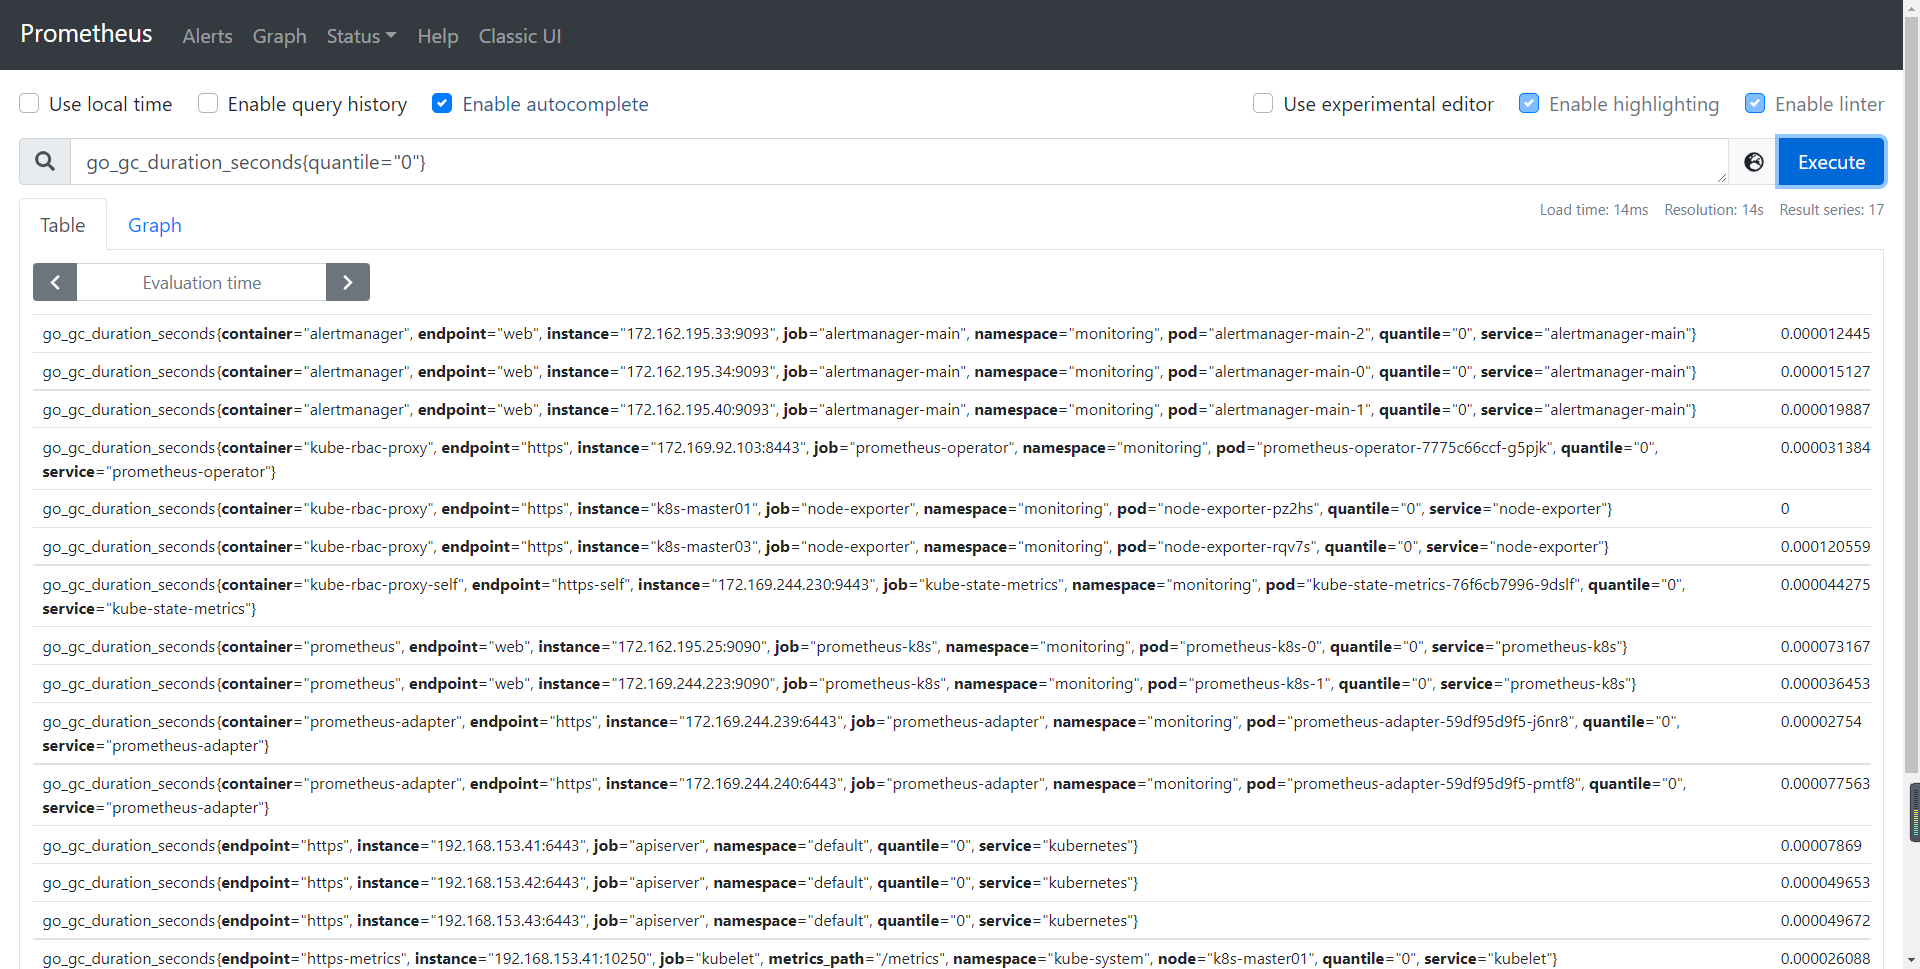 Prometheus Alerts Graph Status Help Classic UI
Use local time Enable query history Enable autocomplete Use experimental editor Enable highlighting Enable linter
go_gc_duration_seconds{quantile="0"} Execute
Table Graph Load time: 14ms Resolution: 14s Result series: 17
Evaluation time
go_gc_duration_seconds{container="alertmanager", endpoint="web", instance="172.162.195.33:9093", job="alertmanager-main", namespace="monitoring", pod="alertmanager-main-2", quantile="0", service="alertmanager-main"} 0.000012445
go_gc_duration_seconds{container="alertmanager", endpoint="web", instance="172.162.195.34:9093", job="alertmanager-main", namespace="monitoring", pod="alertmanager-main-0", quantile="0", service="alertmanager-main"} 0.000015127
go_gc_duration_seconds{container="alertmanager", endpoint="web", instance="172.162.195.40:9093", job="alertmanager-main", namespace="monitoring", pod="alertmanager-main-1", quantile="0", service="alertmanager-main"} 0.000019887
go_gc_duration_seconds{container="kube-rbac-proxy", endpoint="https", instance="172.169.92.103:8443", job="prometheus-operator", namespace="monitoring", pod="prometheus-operator-7775c66ccf-g5pjk", quantile="0", 0.000031384
service="prometheus-operator"}
go_gc_duration_seconds{container="kube-rbac-proxy", endpoint="https", instance="k8s-master01", job="node-exporter", namespace="monitoring", pod="node-exporter-pz2hs", quantile="0", service="node-exporter"} 0
go_gc_duration_seconds{container="kube-rbac-proxy", endpoint="https", instance="k8s-master03", job="node-exporter", namespace="monitoring", pod="node-exporter-rqv7s", quantile="0", service="node-exporter"} 0.000120559
go_gc_duration_seconds{container="kube-rbac-proxy-self", endpoint="https-self", instance="172.169.244.230:9443", job="kube-state-metrics", namespace="monitoring", pod="kube-state-metrics-76f6cb7996-9dslf", quantile="0", 0.000044275
service="kube-state-metrics"}
go_gc_duration_seconds{container="prometheus", endpoint="web", instance="172.162.195.25:9090", job="prometheus-k8s", namespace="monitoring", pod="prometheus-k8s-0", quantile="0", service="prometheus-k8s"} 0.000073167
go_gc_duration_seconds{container="prometheus", endpoint="web", instance="172.169.244.223:9090", job="prometheus-k8s", namespace="monitoring", pod="prometheus-k8s-1", quantile="0", service="prometheus-k8s"} 0.000036453
go_gc_duration_seconds{container="prometheus-adapter", endpoint="https", instance="172.169.244.239:6443", job="prometheus-adapter", namespace="monitoring", pod="prometheus-adapter-59df95d9f5-j6nr8", quantile="0", 0.00002754
service="prometheus-adapter"}
go_gc_duration_seconds{container="prometheus-adapter", endpoint="https", instance="172.169.244.240:6443", job="prometheus-adapter", namespace="monitoring", pod="prometheus-adapter-59df95d9f5-pmtf8", quantile="0", 0.000077563
service="prometheus-adapter"}
go_gc_duration_seconds{endpoint="https", instance="192.168.153.41:6443", job="apiserver", namespace="default", quantile="0", service="kubernetes"} 0.00007869
go_gc_duration_seconds{endpoint="https", instance="192.168.153.42:6443", job="apiserver", namespace="default", quantile="0", service="kubernetes"} 0.000049653
go_gc_duration_seconds{endpoint="https", instance="192.168.153.43:6443", job="apiserver", namespace="default", quantile="0", service="kubernetes"} 0.000049672
go_gc_duration_seconds{endpoint="https-metrics", instance="192.168.153.41:10250", job="kubelet", metrics_path="/metrics", namespace="kube-system", node="k8s-master01", quantile="0", service="kubelet"} 0.000026088